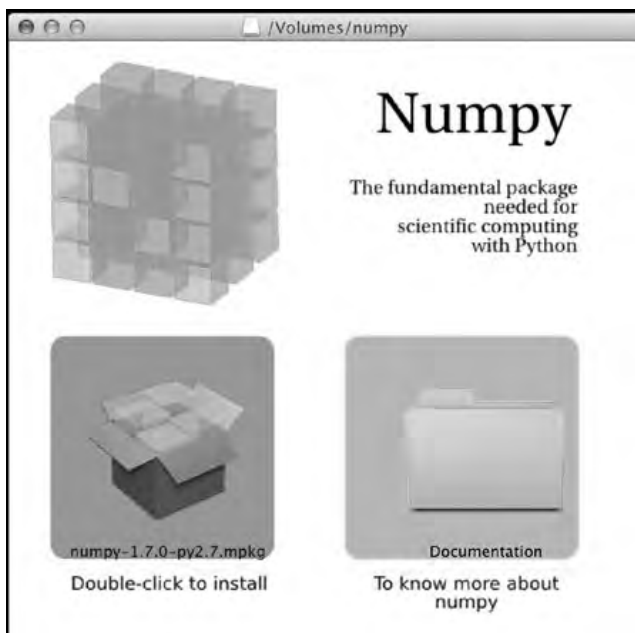 /Volumes/numpy
Numpy
The fundamental package
needed for
scientific computing
with Python
numpy-1.7.0-py2.7.mpkg
Double-click to install
Documentation
To know more about
numpy